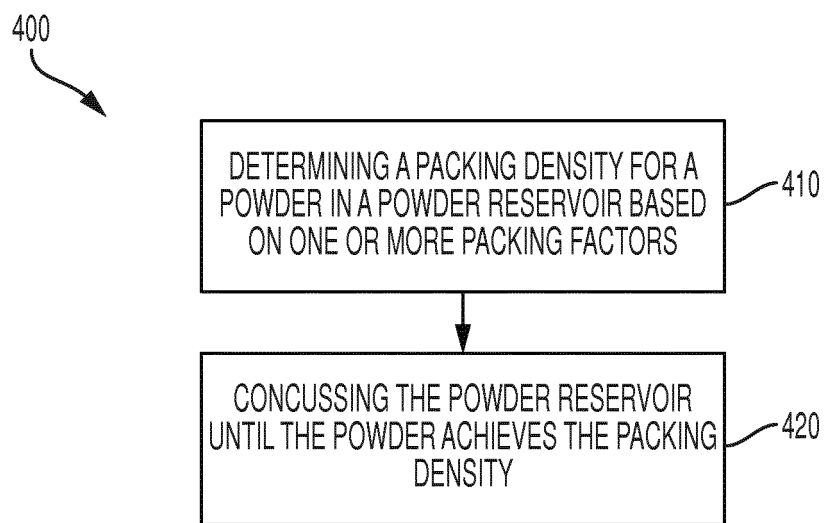 400
DETERMINING A PACKING DENSITY FOR A
POWDER IN A POWDER RESERVOIR BASED
ON ONE OR MORE PACKING FACTORS
410
CONCUSSING THE POWDER RESERVOIR
UNTIL THE POWDER ACHIEVES THE PACKING
DENSITY
420